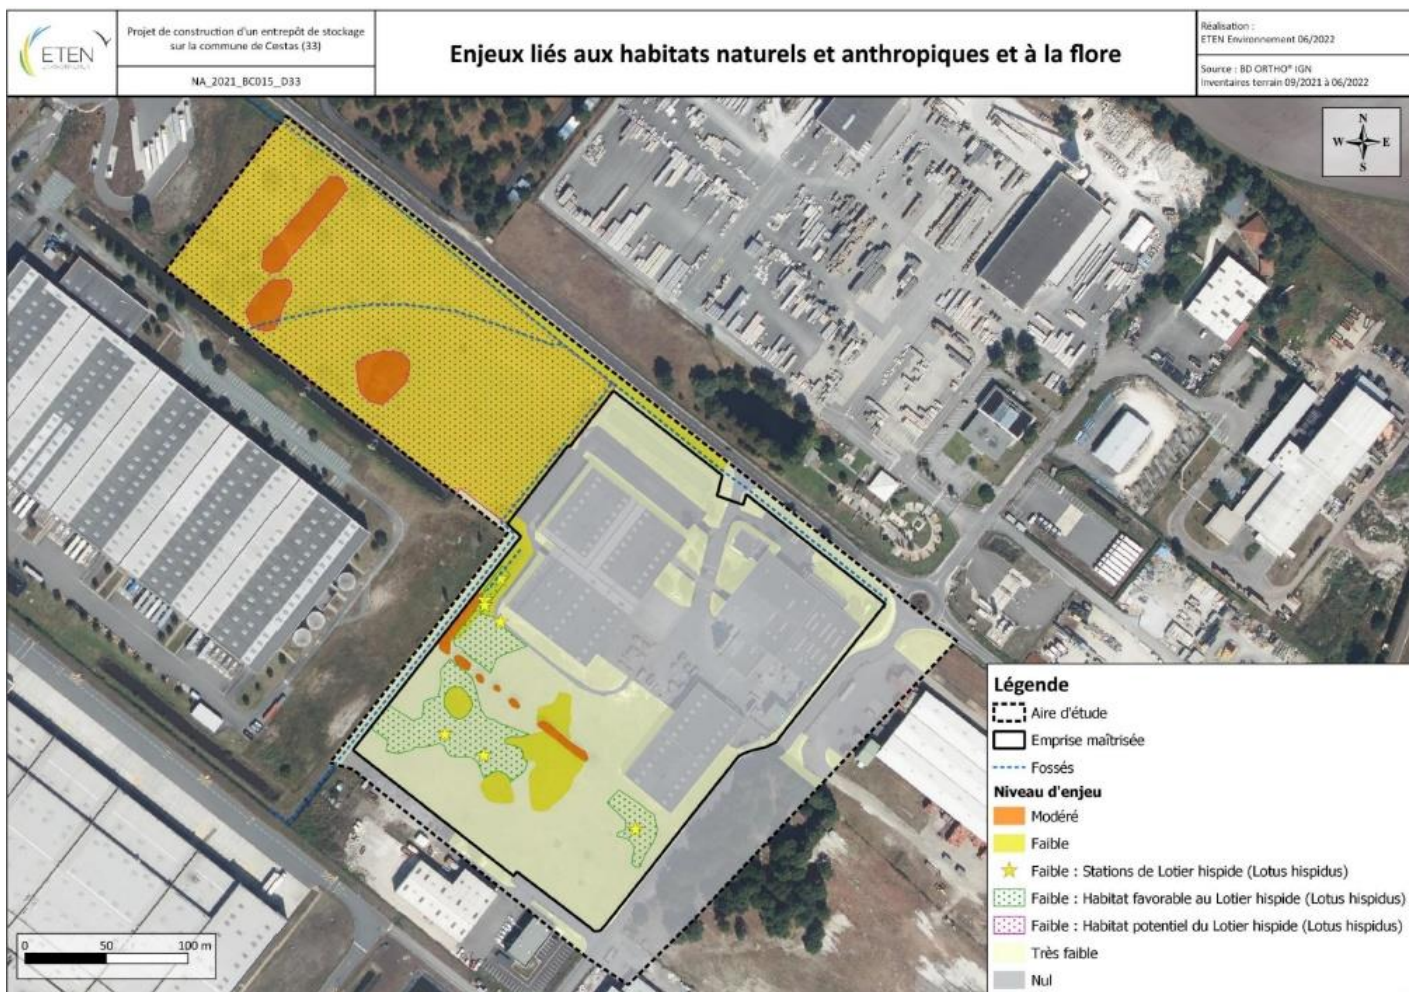 ETEN
Projet de construction d'un entrepôt de stockage
sur la commune de Cestas (33)
NA_2021_BC015_D33
Enjeux liés aux habitats naturels et anthropiques et à la flore
Réalisation :
ETEN Environnement 06/2022
Source : BD ORTHO® IGN
Inventaires terrain 09/2021 à 06/2022
N
W E
S
Légende
Aire d'étude
Emprise maîtrisée
Fossés
Niveau d'enjeu
Modéré
Faible
Faible : Stations de Lotier hispide (Lotus hispidus)
Faible : Habitat favorable au Lotier hispide (Lotus hispidus)
Faible : Habitat potentiel du Lotier hispide (Lotus hispidus)
Très faible
Nul
0 50 100 m